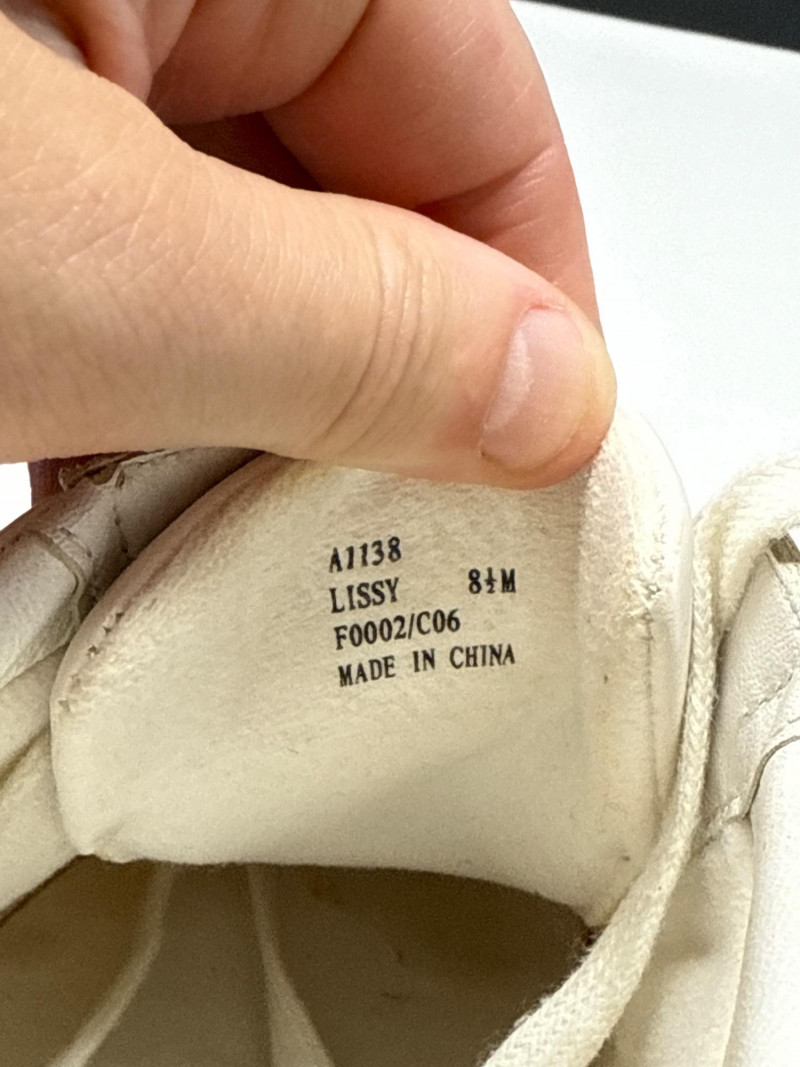 A1138
LISSY 8½M
F0002/C06
MADE IN CHINA